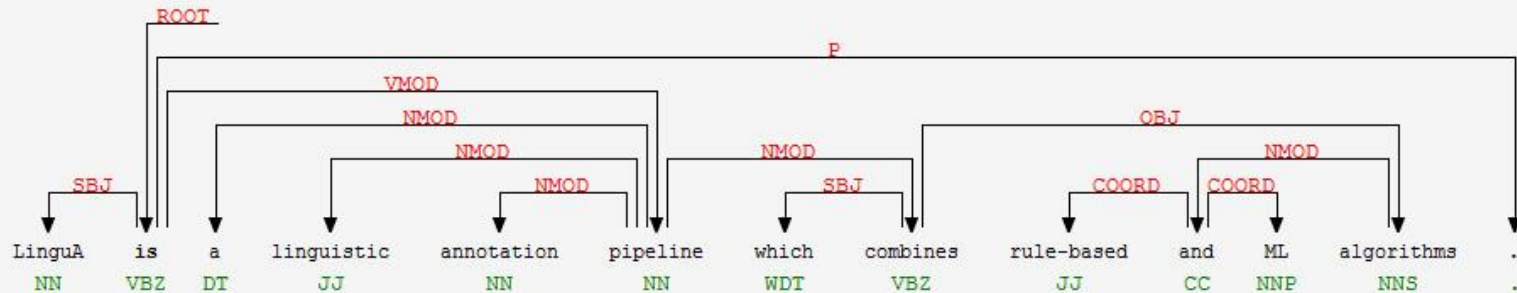 ROOT
P
VMOD
NMOD OBJ
NMOD NMOD NMOD
SBJ NMOD SBJ COORD COORD
LinguA is a linguistic annotation pipeline which combines rule-based and ML algorithms .
NN VBZ DT JJ NN NN WDT VBZ JJ CC NNP NNS .